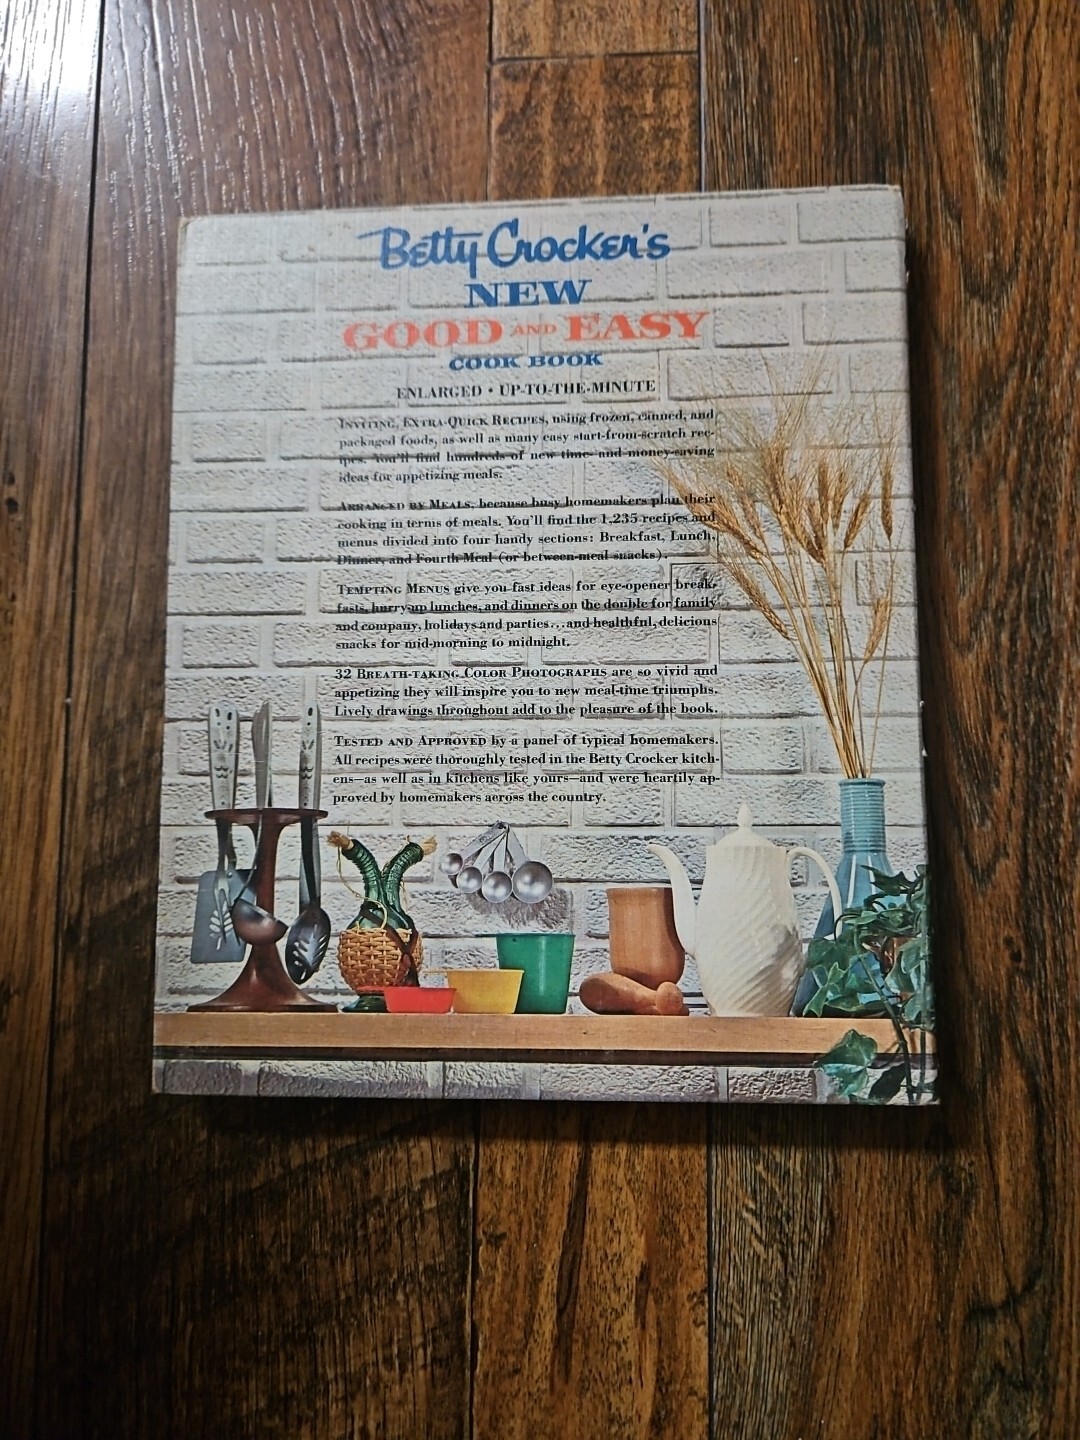 Betty Crocker's
NEW
GOOD AND EASY
COOK BOOK
ENLARGED • UP-TO-THE-MINUTE
INVITING, EXTRA-QUICK RECIPES, using frozen, canned, and
packaged foods, as well as many easy start-from-scratch rec-
ipes. You'll find hundreds of new time- and money-saving
ideas for appetizing meals.
ARRANGED BY MEALS, because busy homemakers plan their
cooking in terms of meals. You'll find the 1,235 recipes and
menus divided into four handy sections: Breakfast, Lunch,
Dinner, and Fourth Meal (or between-meal snacks).
TEMPTING MENUS give you fast ideas for eye-opener break-
fasts, hurry-up lunches, and dinners on the double for family
and company, holidays and parties...and healthful, delicious
snacks for mid-morning to midnight.
32 BREATH-TAKING COLOR PHOTOGRAPHS are so vivid and
appetizing they will inspire you to new meal-time triumphs.
Lively drawings throughout add to the pleasure of the book.
TESTED AND APPROVED by a panel of typical homemakers.
All recipes were thoroughly tested in the Betty Crocker kitch-
ens—as well as in kitchens like yours—and were heartily ap-
proved by homemakers across the country.